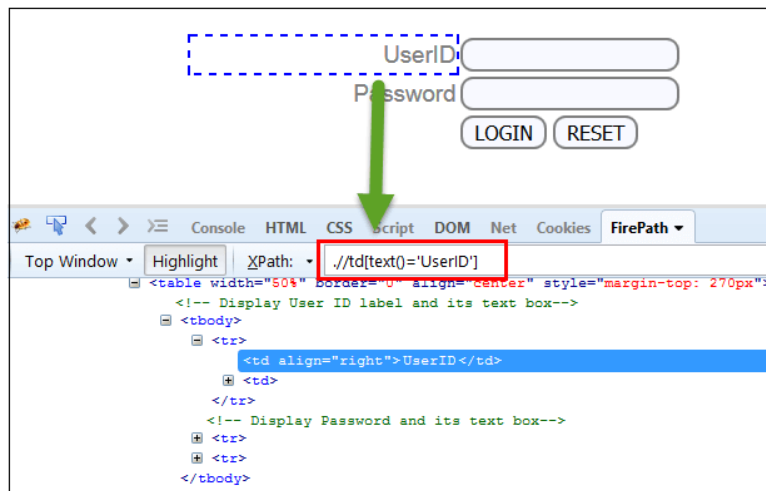 UserID
Password
LOGIN RESET
Console HTML CSS Script DOM Net Cookies FirePath
Top Window Highlight XPath: .//td[text()='UserID']
<table width="50%" border="0" align="center" style="margin-top: 270px">
<!-- Display User ID label and its text box-->
<tbody>
<tr>
<td align="right">UserID</td>
<td>
</tr>
<!-- Display Password and its text box-->
<tr>
<tr>
</tbody>